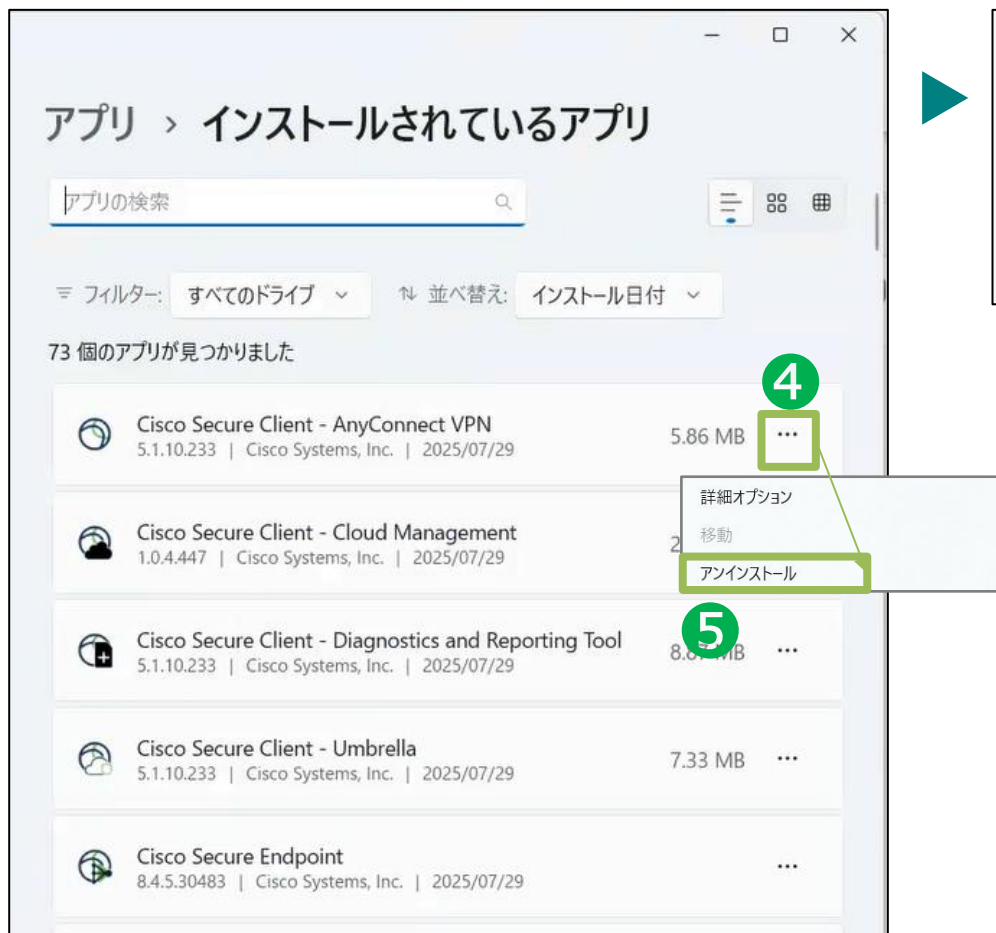 アプリ › インストールされているアプリ
アプリの検索
フィルター: すべてのドライブ 並べ替え: インストール日付
73 個のアプリが見つかりました
4
Cisco Secure Client - AnyConnect VPN
5.1.10.233 | Cisco Systems, Inc. | 2025/07/29
5.86 MB ···
詳細オプション
移動
アンインストール
Cisco Secure Client - Cloud Management
1.0.4.447 | Cisco Systems, Inc. | 2025/07/29
2
5
Cisco Secure Client - Diagnostics and Reporting Tool
5.1.10.233 | Cisco Systems, Inc. | 2025/07/29
MB ···
Cisco Secure Client - Umbrella
5.1.10.233 | Cisco Systems, Inc. | 2025/07/29
7.33 MB ···
Cisco Secure Endpoint
8.4.5.30483 | Cisco Systems, Inc. | 2025/07/29
···